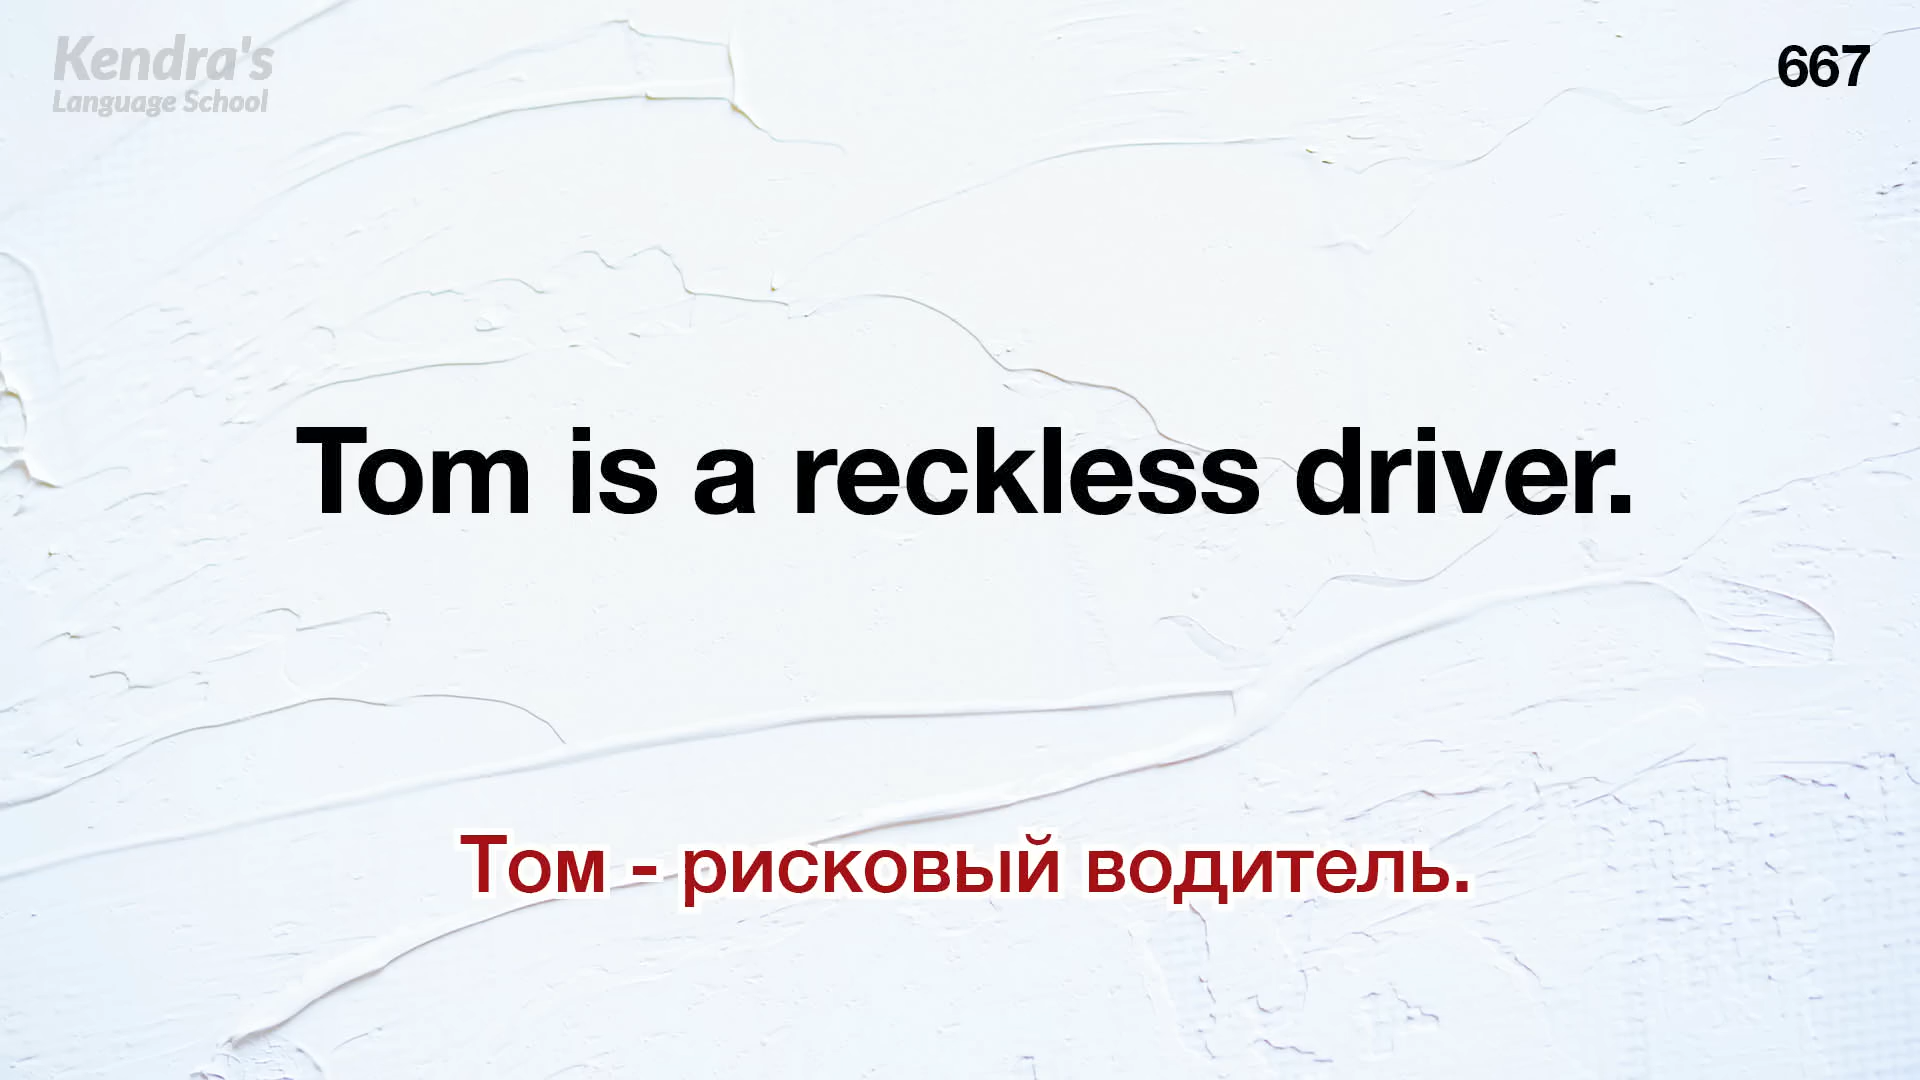 Kendra's
Language School
667
Tom is a reckless driver.
Том - рисковый водитель.